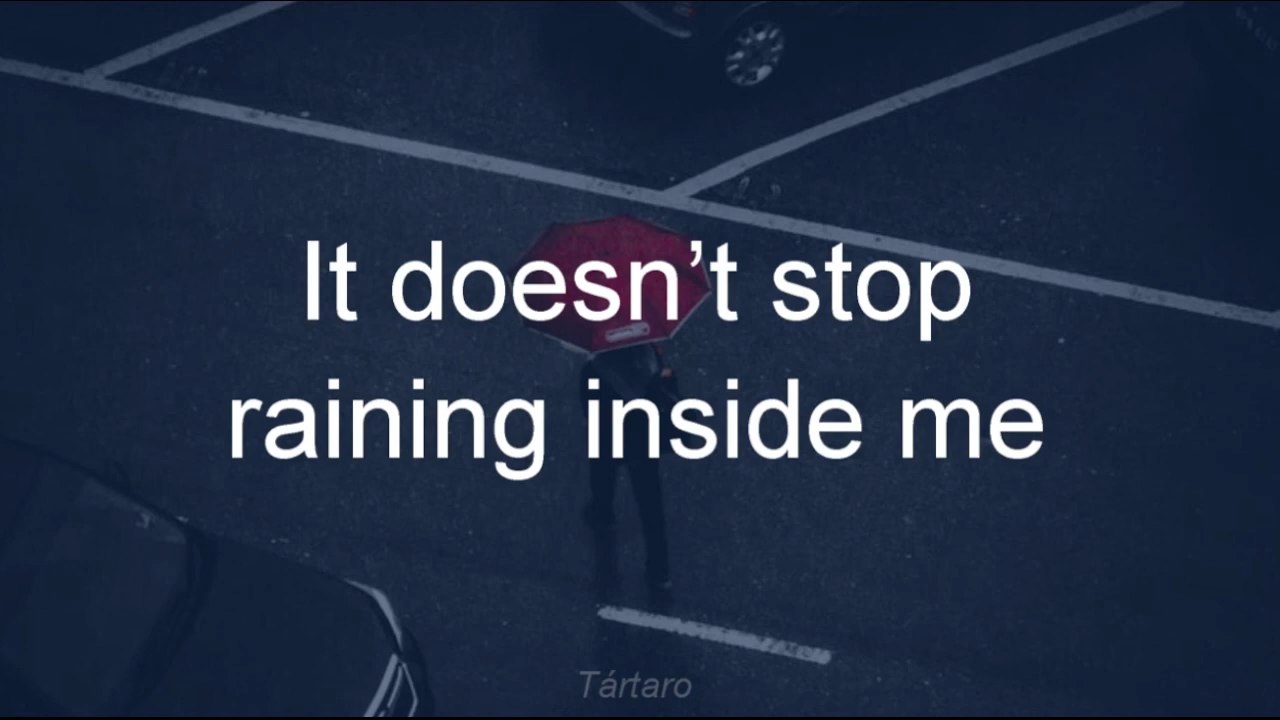 It doesn’t stop
raining inside me
Tártaro